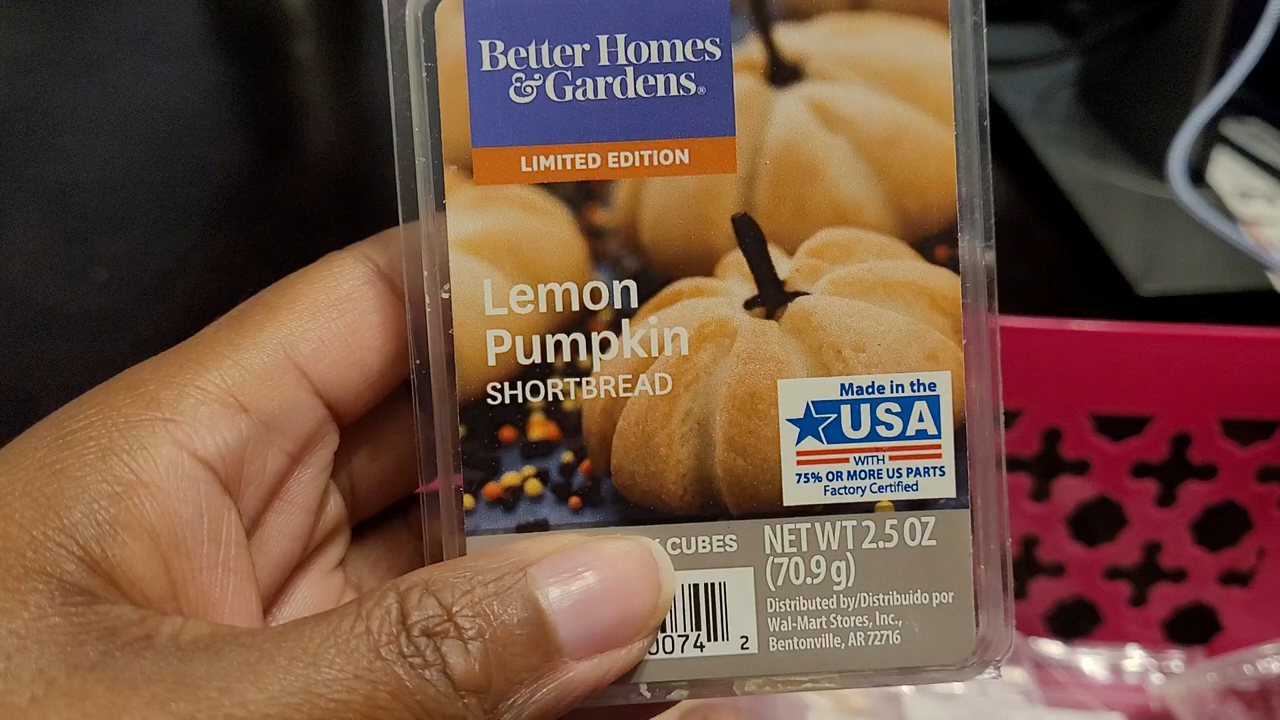 Better Homes
& Gardens®
LIMITED EDITION
Lemon
Pumpkin
SHORTBREAD
Made in the
USA
WITH
75% OR MORE US PARTS
Factory Certified
CUBES
NET WT 2.5 OZ
(70.9 g)
Distributed by/Distribuido por
Wal-Mart Stores, Inc.,
Bentonville, AR 72716
0074 2